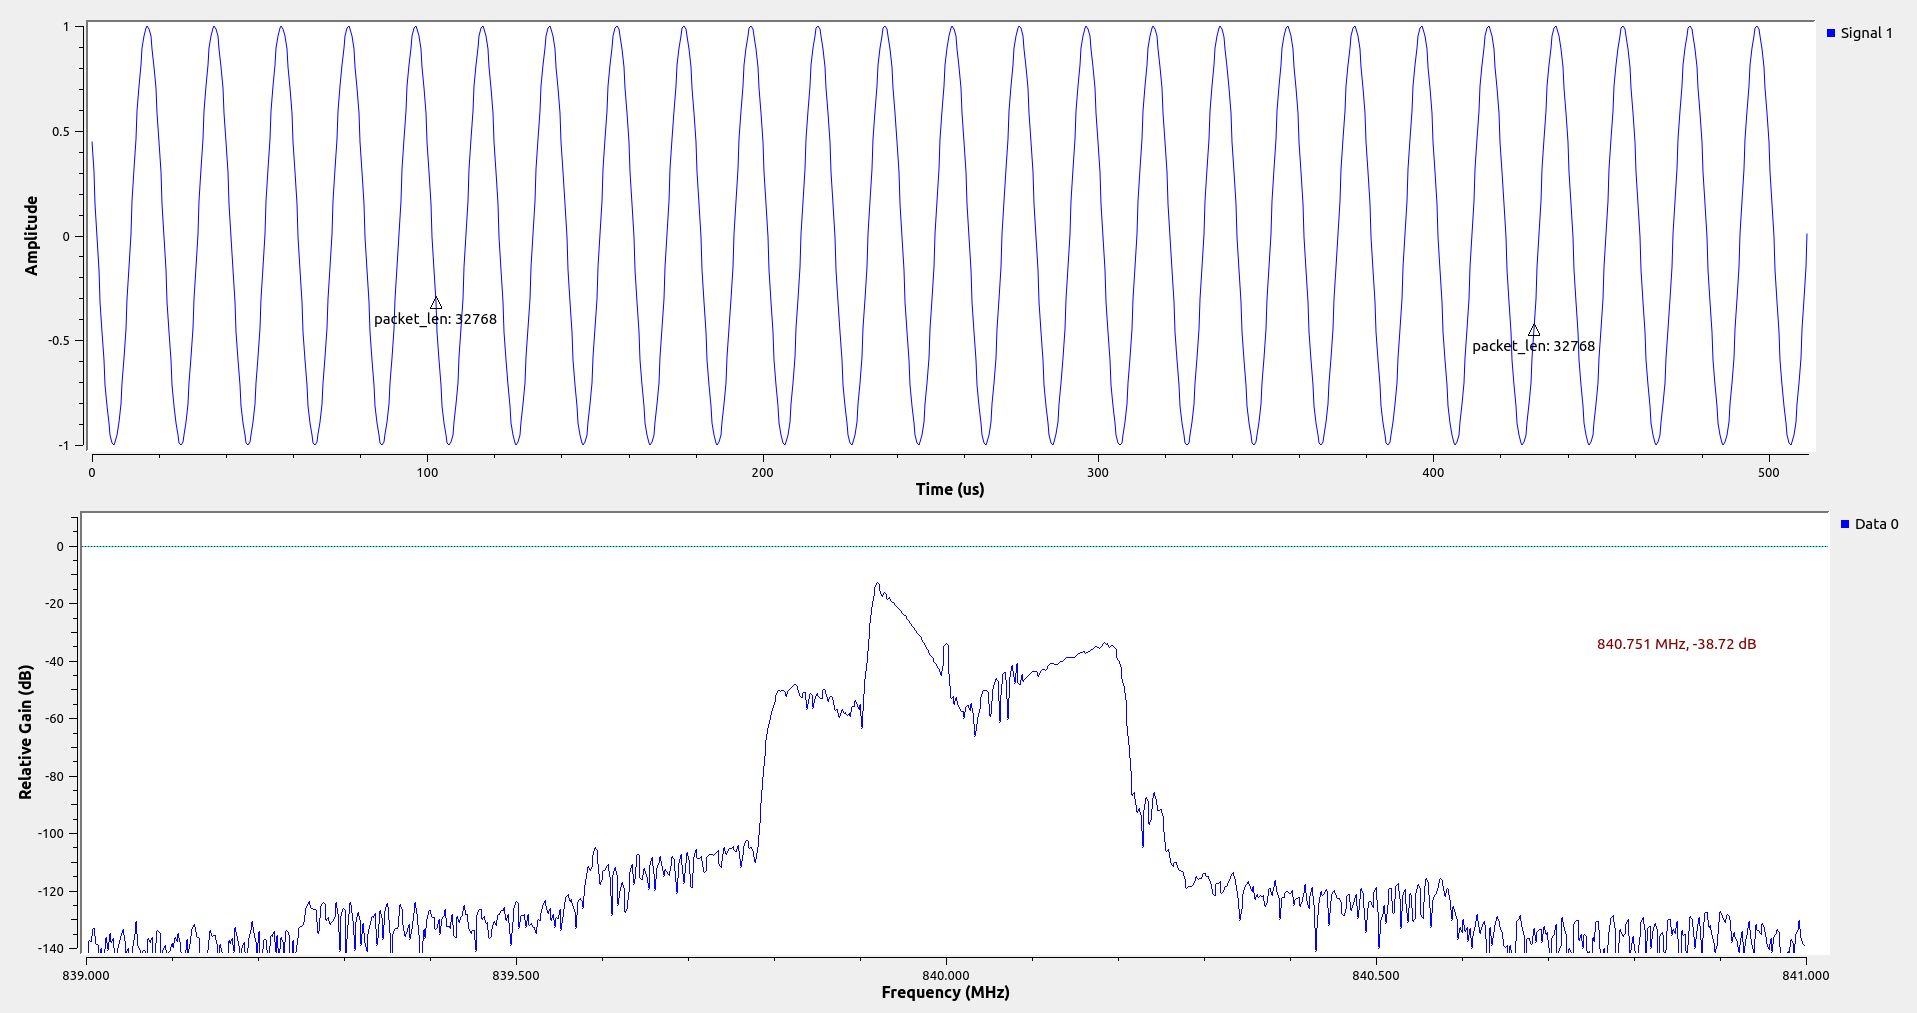 1
0.5
0
-0.5
-1
Amplitude
packet_len: 32768
packet_len: 32768
0
100
200
300
400
500
Time (us)
Signal 1
0
-20
-40
-60
-80
-100
-120
-140
Relative Gain (dB)
840.751 MHz, -38.72 dB
839.000
839.500
840.000
840.500
841.000
Frequency (MHz)
Data 0